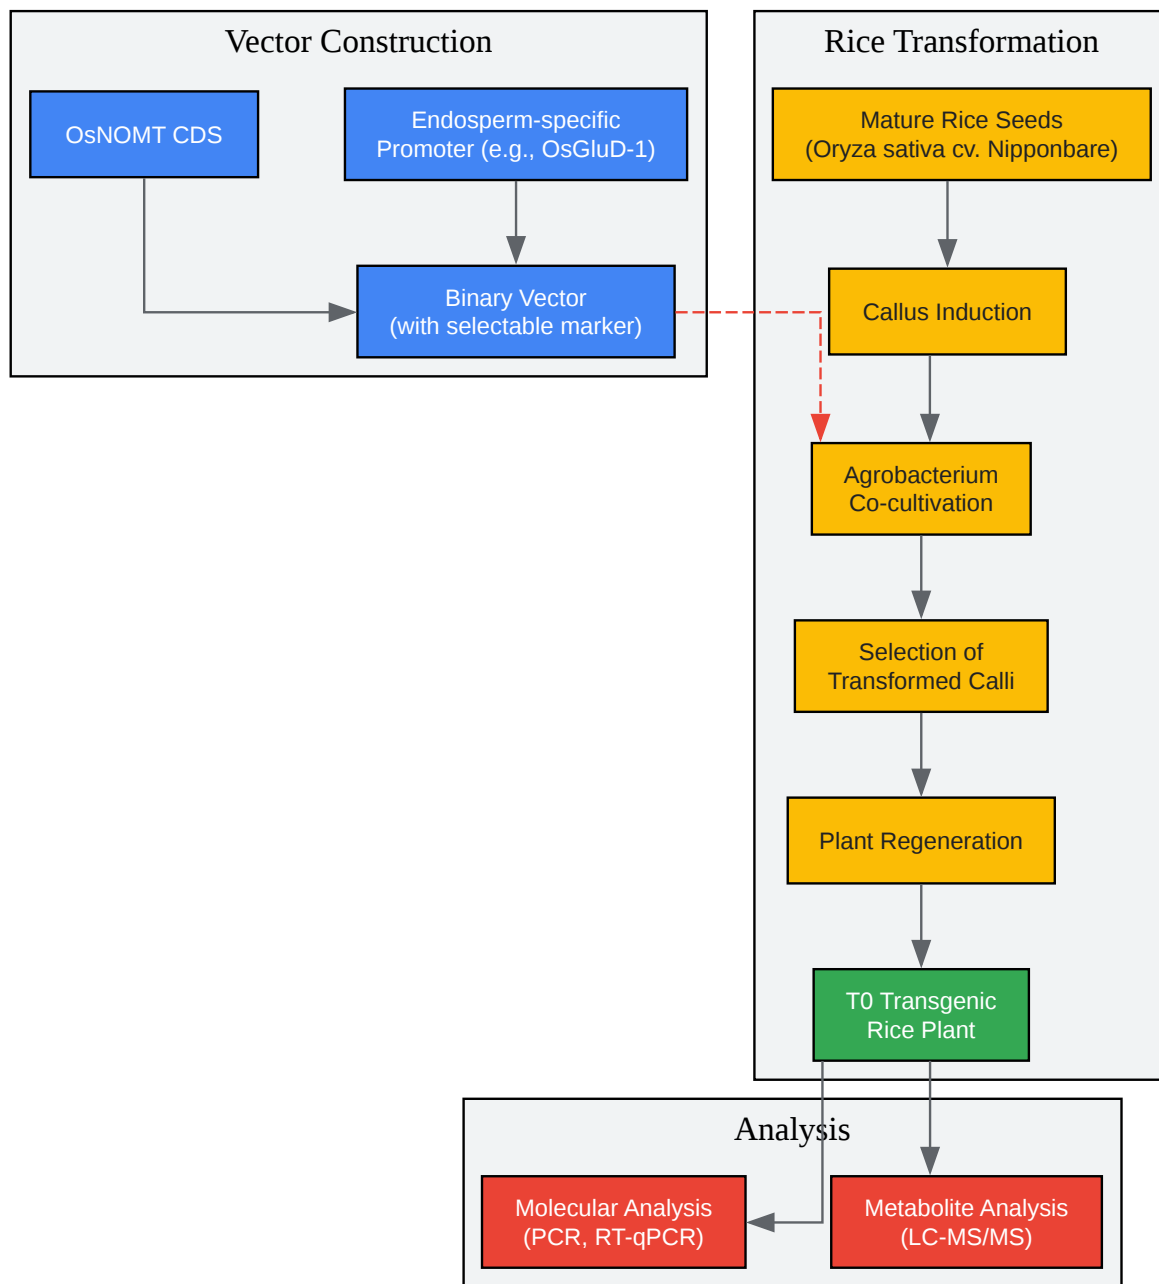 Vector Construction
OsNOMT CDS
Endosperm-specific
Promoter (e.g., OsGluD-1)
Binary Vector
(with selectable marker)
Rice Transformation
Mature Rice Seeds
(Oryza sativa cv. Nipponbare)
Callus Induction
Agrobacterium
Co-cultivation
Selection of
Transformed Calli
Plant Regeneration
T0 Transgenic
Rice Plant
Analysis
Molecular Analysis
(PCR, RT-qPCR)
Metabolite Analysis
(LC-MS/MS)